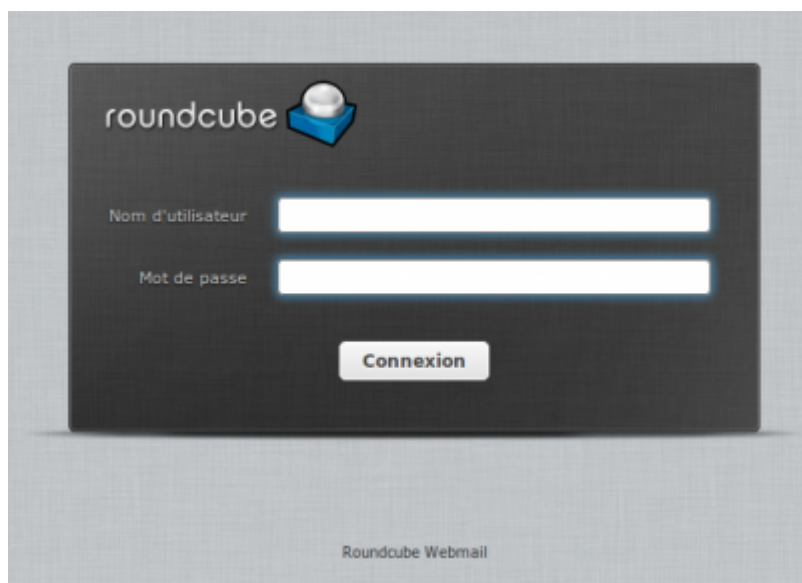 roundcube
Nom d'utilisateur
Mot de passe
Connexion
Roundcube Webmail